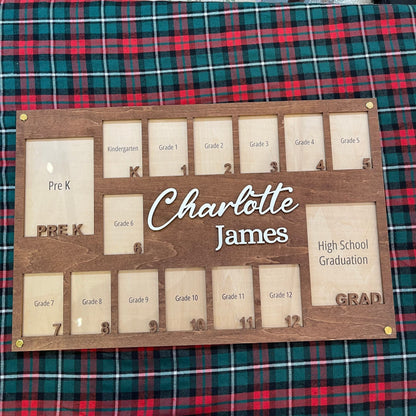 Kindergarten
K
Grade 1
1
Grade 2
2
Grade 3
3
Grade 4
4
Grade 5
5
Pre K
PRE K
Grade 6
6
Charlotte
James
High School
Graduation
GRAD
Grade 7
7
Grade 8
8
Grade 9
9
Grade 10
10
Grade 11
11
Grade 12
12